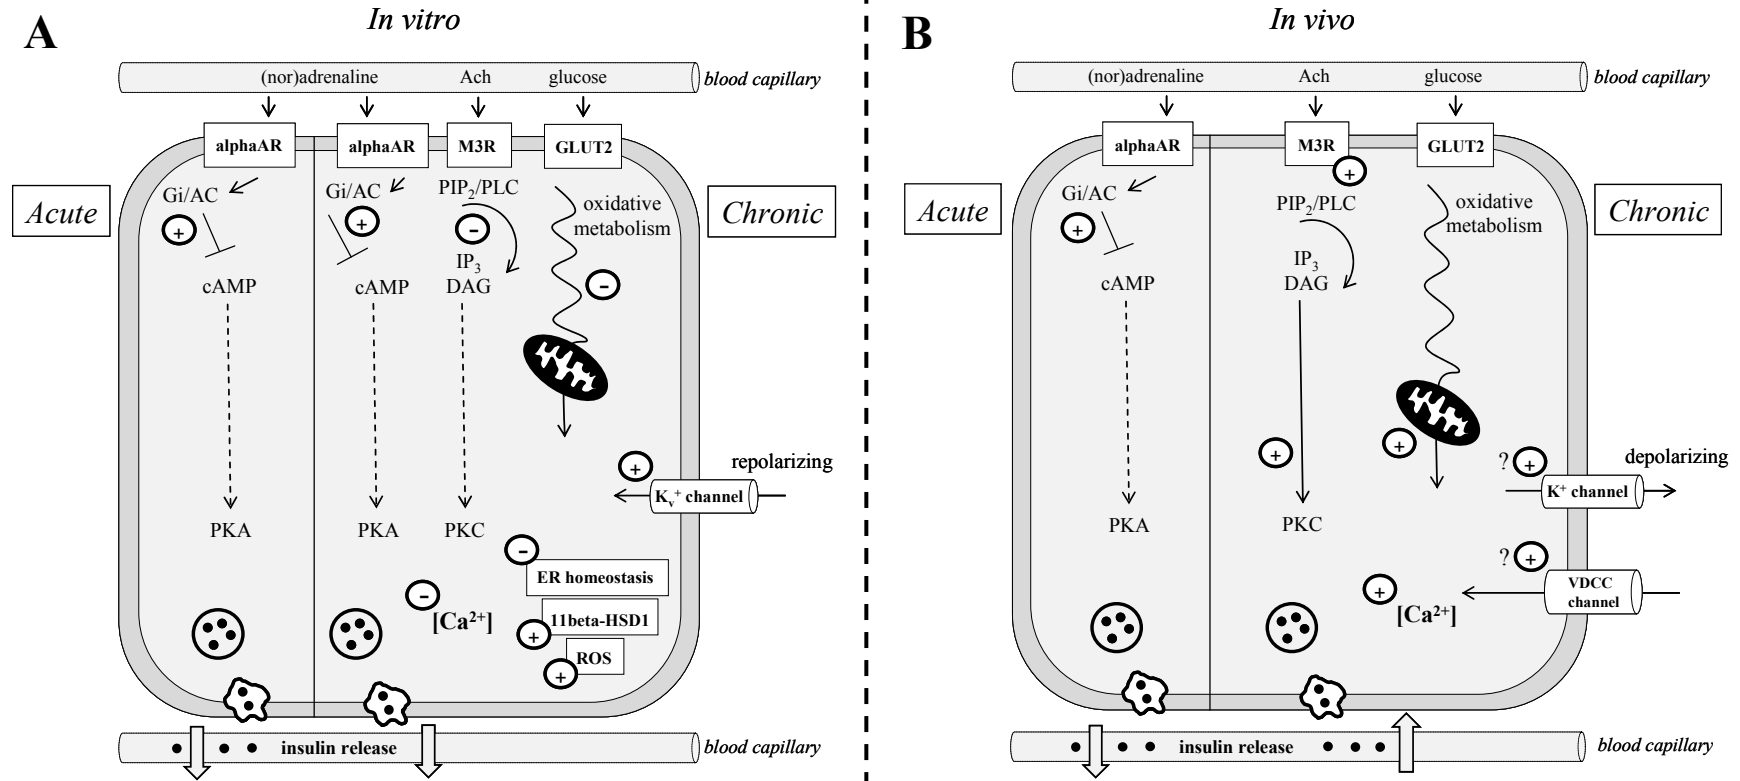 A
In vitro
(nor)adrenaline Ach glucose
blood capillary
alphaAR alphaAR M3R GLUT2
Acute
Chronic
Gi/AC Gi/AC PIP₂/PLC
+ + -
oxidative
metabolism
IP₃
cAMP cAMP DAG
-
repolarizing
+
Kᵥ⁺ channel
PKA PKA PKC
-
ER homeostasis
-
[Ca²⁺]
11beta-HSD1
+
ROS
+
insulin release
blood capillary
B
In vivo
(nor)adrenaline Ach glucose
blood capillary
alphaAR M3R GLUT2
+
Acute
Chronic
Gi/AC PIP₂/PLC
+
oxidative
metabolism
IP₃
cAMP DAG
+ +
depolarizing
? +
K⁺ channel
PKA PKC
? +
VDCC
channel
+
[Ca²⁺]
insulin release
blood capillary